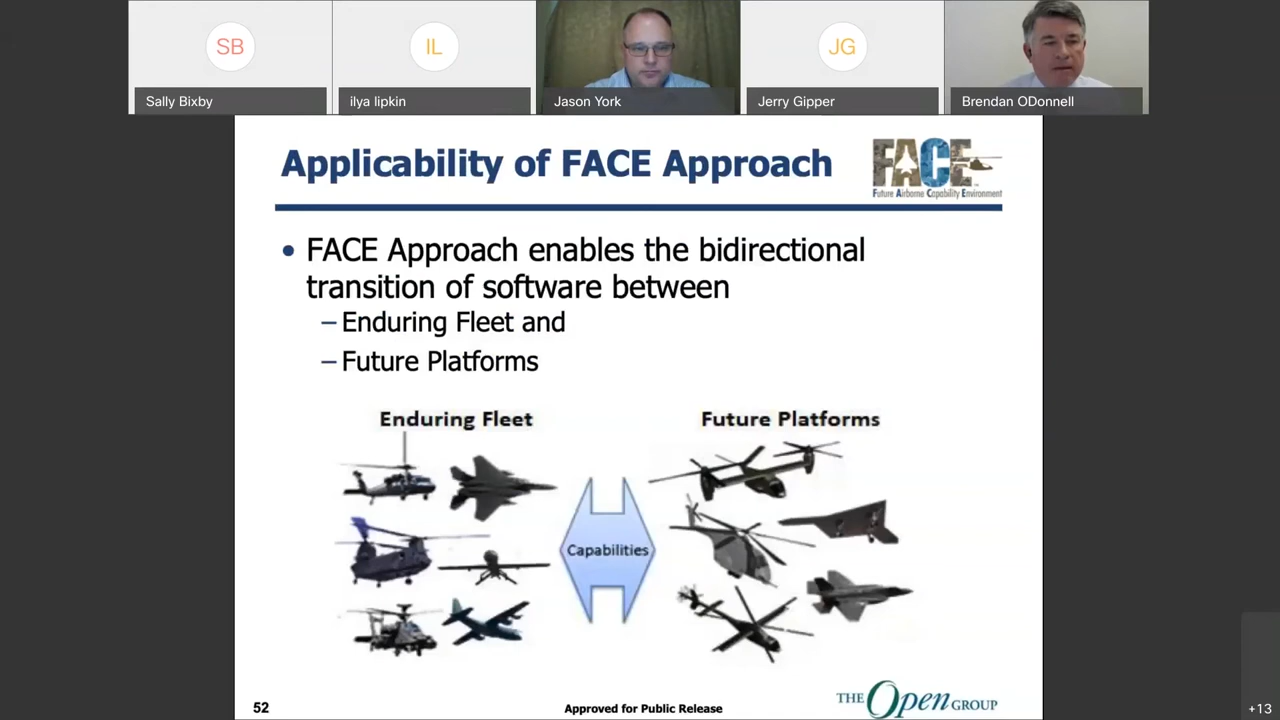 SB
IL
JG
Sally Bixby
ilya lipkin
Jason York
Jerry Gipper
Brendan ODonnell
Applicability of FACE Approach
FACE
Future Airborne Capability Environment
• FACE Approach enables the bidirectional
transition of software between
– Enduring Fleet and
– Future Platforms
Enduring Fleet
Future Platforms
Capabilities
52
Approved for Public Release
THE Open GROUP
+13